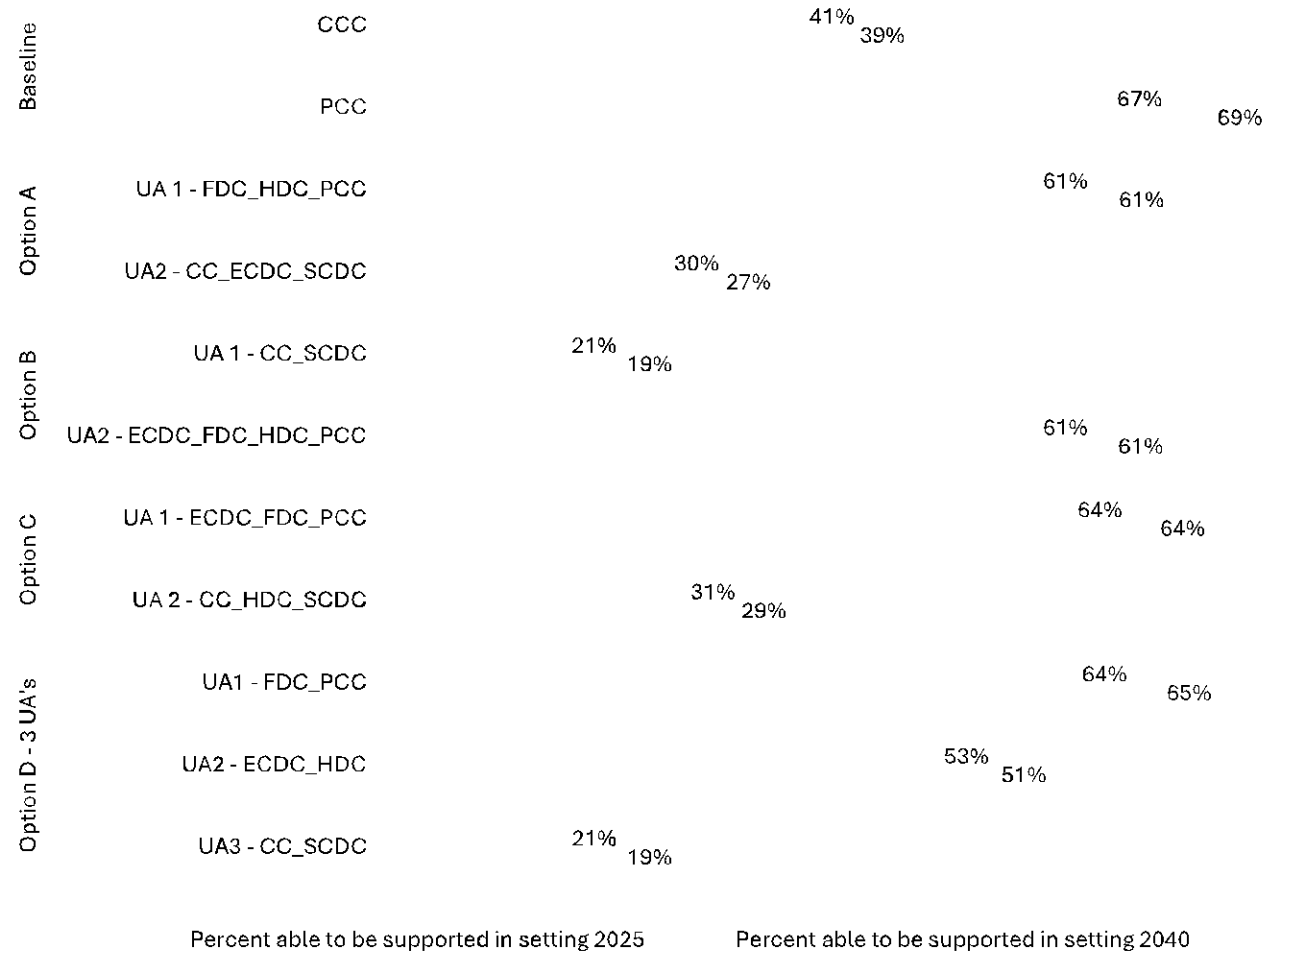 Baseline
CCC
41%
39%
PCC
67%
69%
Option A
UA 1 - FDC_HDC_PCC
61%
61%
UA2 - CC_ECDC_SCDC
30%
27%
Option B
UA 1 - CC_SCDC
21%
19%
UA2 - ECDC_FDC_HDC_PCC
61%
61%
Option C
UA 1 - ECDC_FDC_PCC
64%
64%
UA 2 - CC_HDC_SCDC
31%
29%
Option D - 3 UA's
UA1 - FDC_PCC
64%
65%
UA2 - ECDC_HDC
53%
51%
UA3 - CC_SCDC
21%
19%
Percent able to be supported in setting 2025
Percent able to be supported in setting 2040